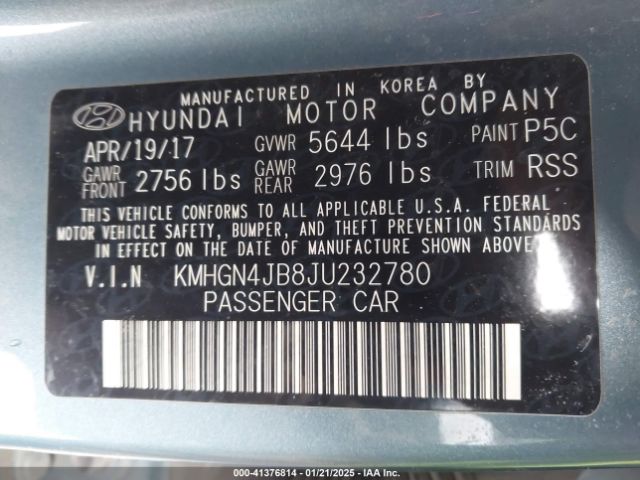 MANUFACTURED IN KOREA BY
HYUNDAI MOTOR COMPANY
APR/19/17 GVWR 5644 lbs PAINT P5C
GAWR FRONT 2756 lbs GAWR REAR 2976 lbs TRIM RSS
THIS VEHICLE CONFORMS TO ALL APPLICABLE U.S.A. FEDERAL
MOTOR VEHICLE SAFETY, BUMPER, AND THEFT PREVENTION STANDARDS
IN EFFECT ON THE DATE OF MANUFACTURE SHOWN ABOVE.
V.I.N KMHGN4JB8JU232780
PASSENGER CAR
000-41376814 - 01/21/2025 - IAA Inc.